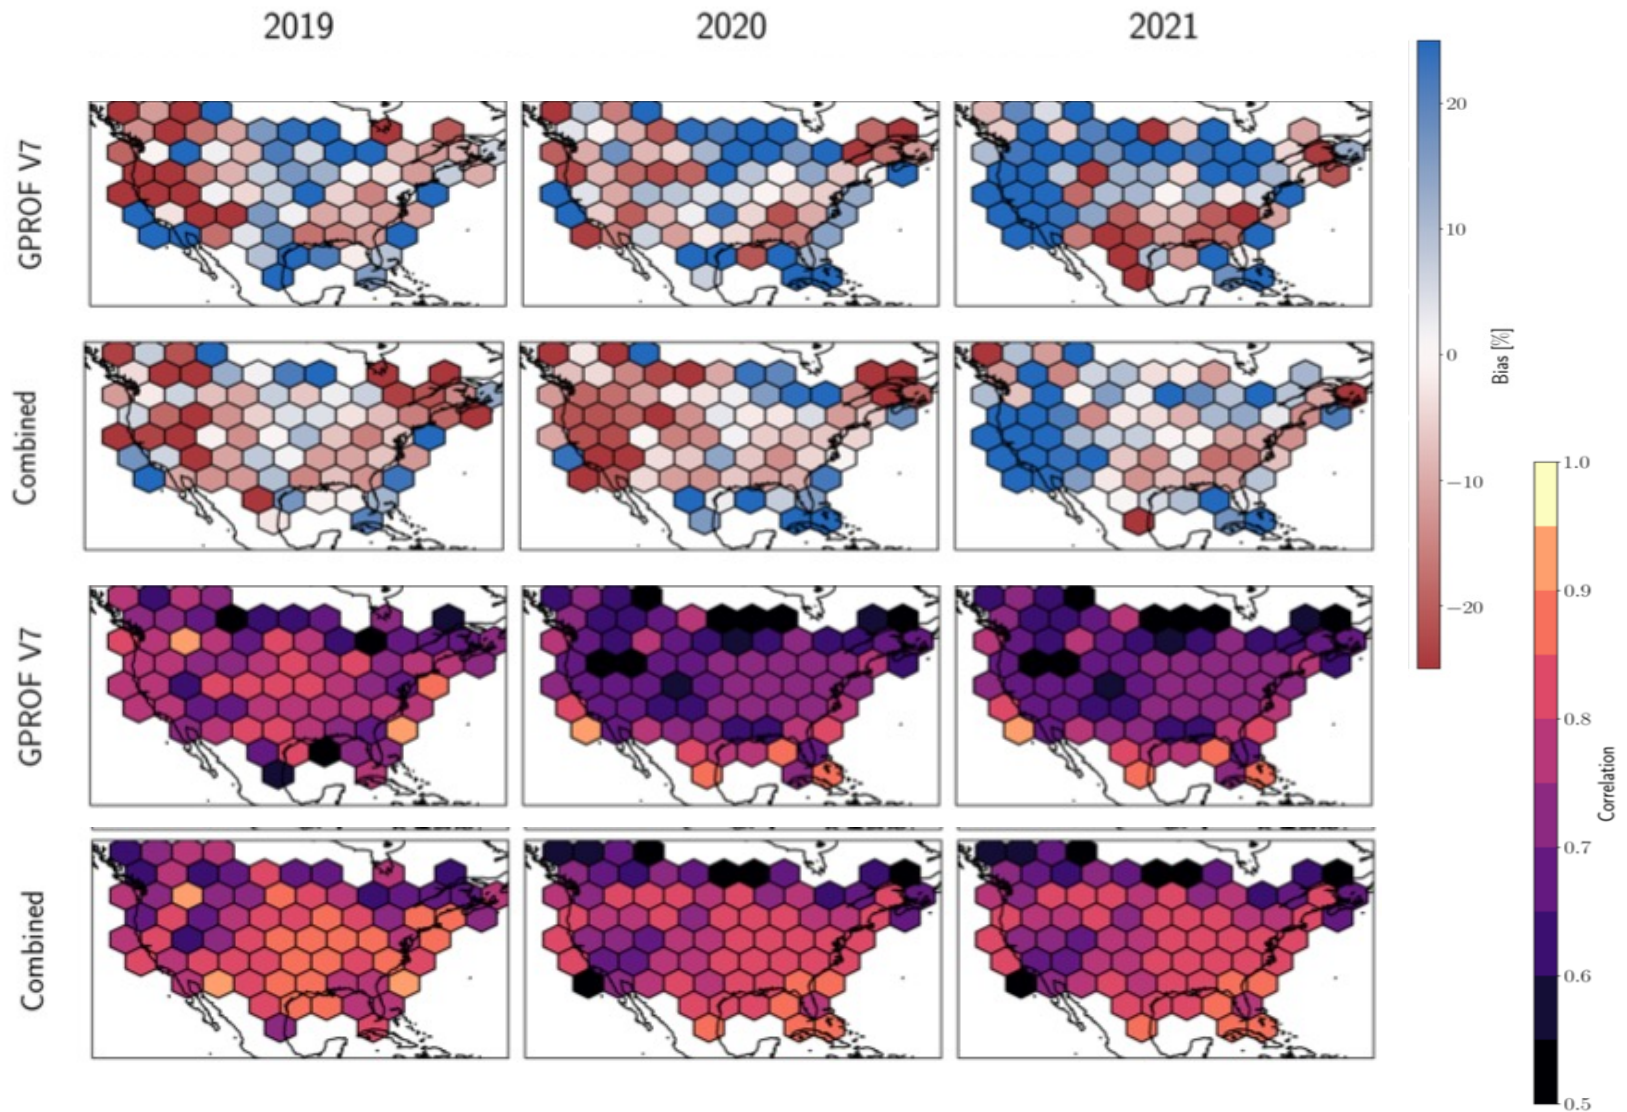 2019 2020 2021
GPROF V7
Combined
GPROF V7
Combined
20
10
0
−10
−20
Bias [%]
1.0
0.9
0.8
0.7
0.6
0.5
Correlation